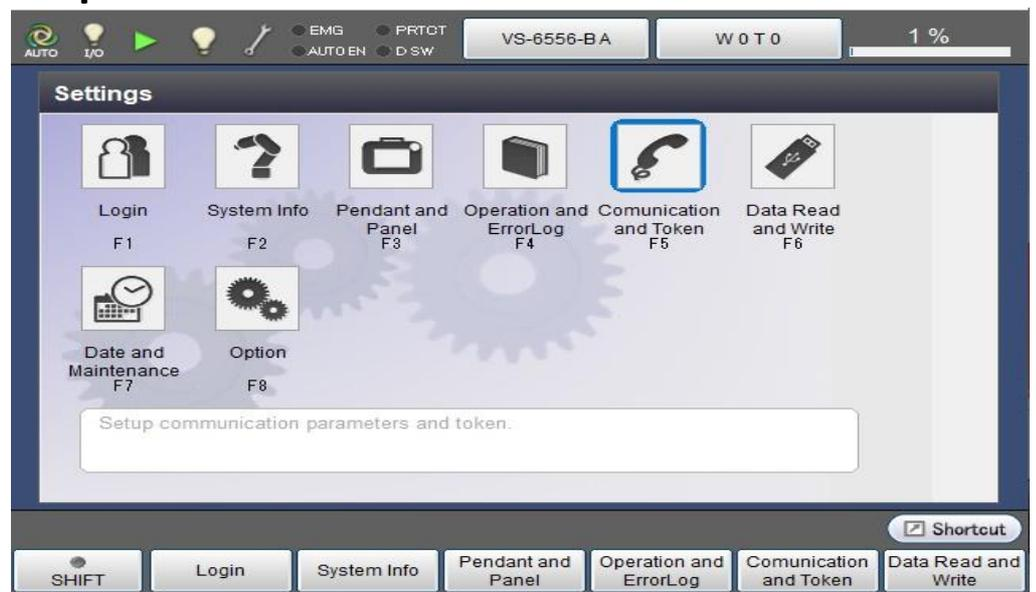 AUTO
I/O
EMG
PRTCT
AUTO EN
D SW
VS-6556-BA
W 0 T 0
1 %
Settings
Login
F1
System Info
F2
Pendant and
Panel
F3
Operation and
ErrorLog
F4
Comunication
and Token
F5
Data Read
and Write
F6
Date and
Maintenance
F7
Option
F8
Setup communication parameters and token.
Shortcut
SHIFT
Login
System Info
Pendant and
Panel
Operation and
ErrorLog
Comunication
and Token
Data Read and
Write